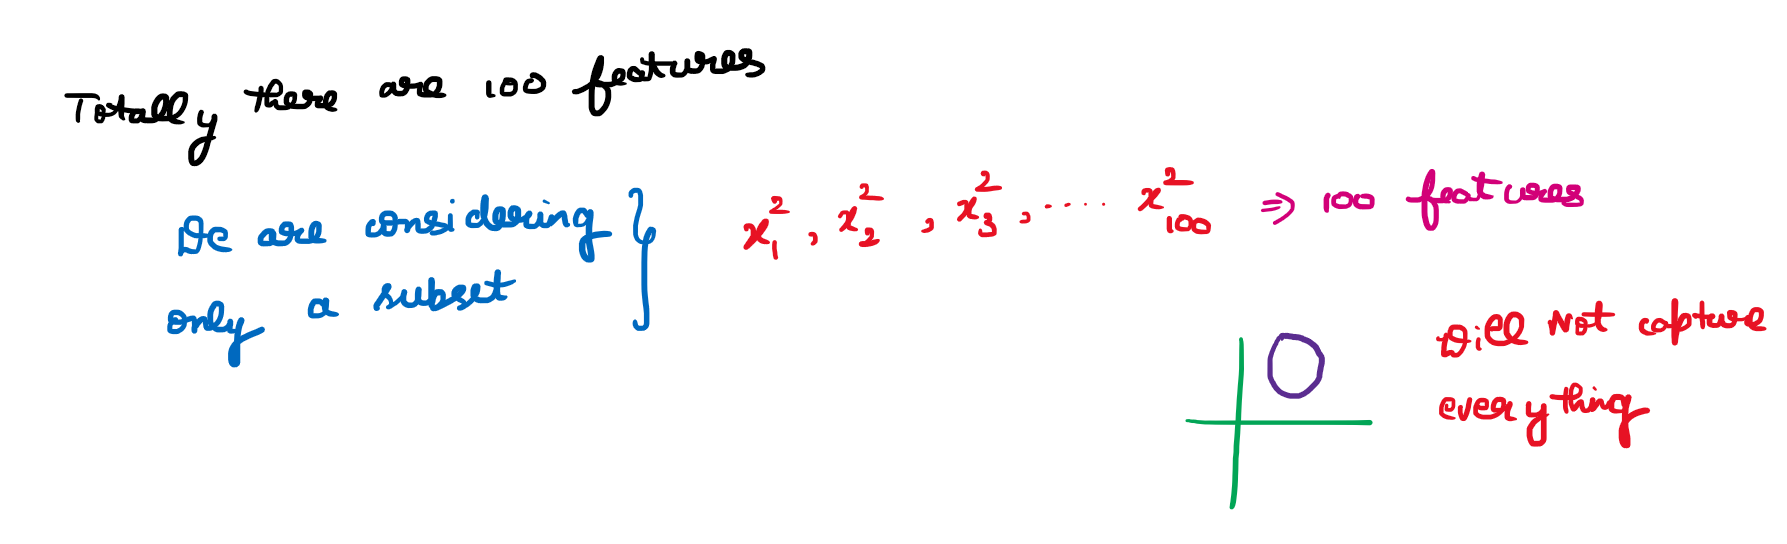 Totally there are 100 features
We are considering
only a subset
x₁², x₂², x₃², ..... x₁₀₀² ⇒ 100 features
Will Not capture
everything